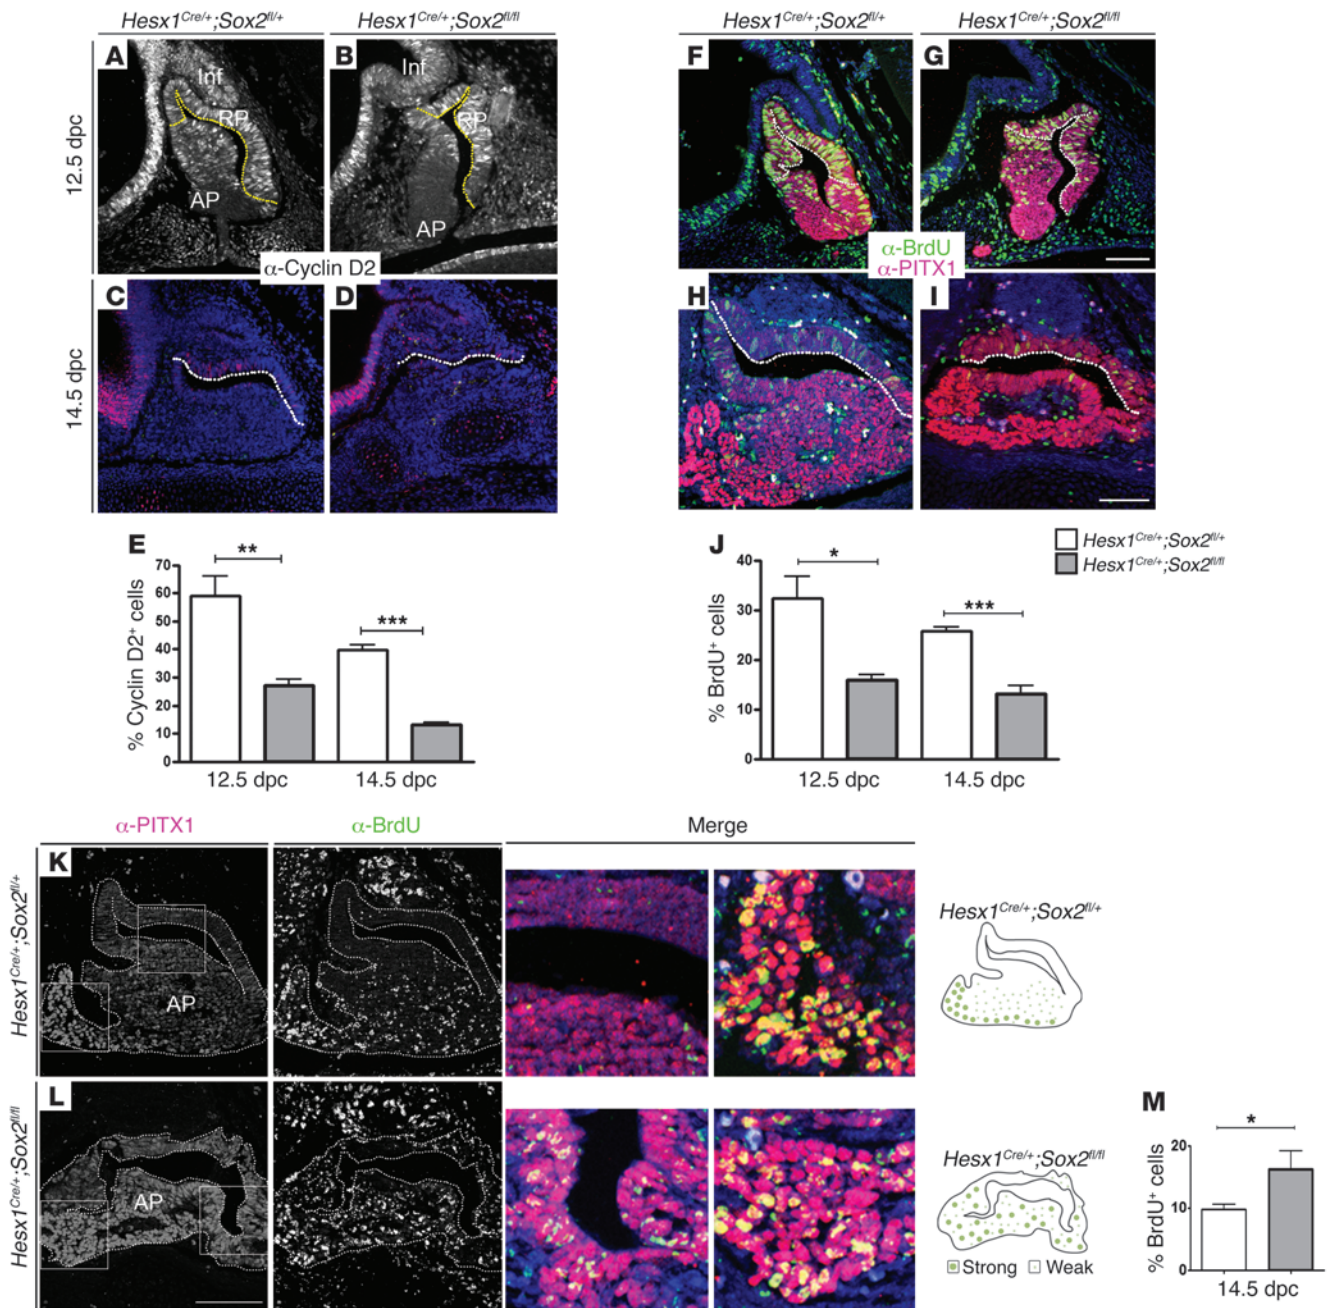 Hesx1Cre/+;Sox2fl/+ Hesx1Cre/+;Sox2fl/fl Hesx1Cre/+;Sox2fl/+ Hesx1Cre/+;Sox2fl/fl
12.5 dpc
A Inf RP AP
B Inf RP AP
F
G
α-Cyclin D2
α-BrdU
α-PITX1
14.5 dpc
C
D
H
I
E
% Cyclin D2+ cells
70
60
50
40
30
20
10
0
**
***
12.5 dpc 14.5 dpc
J
% BrdU+ cells
40
30
20
10
0
*
***
12.5 dpc 14.5 dpc
Hesx1Cre/+;Sox2fl/+
Hesx1Cre/+;Sox2fl/fl
α-PITX1 α-BrdU Merge
Hesx1Cre/+;Sox2fl/+
K
AP
Hesx1Cre/+;Sox2fl/+
Hesx1Cre/+;Sox2fl/fl
L
AP
Hesx1Cre/+;Sox2fl/fl
Strong Weak
M
% BrdU+ cells
20
10
0
*
14.5 dpc